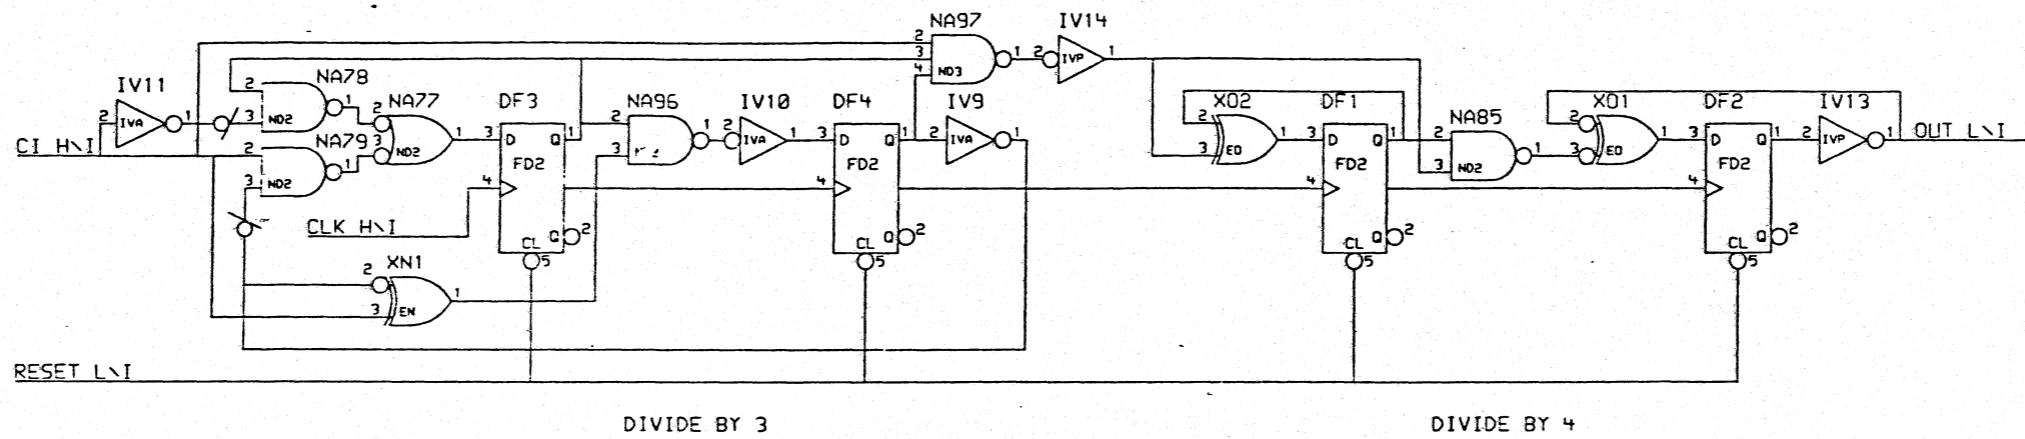 NA97 IV14
2 3 4 ND3 1 2 IVP 1
IV11 NA78 NA77 DF3 NA96 IV10 DF4 IV9 XO2 DF1 NA85 XO1 DF2 IV13
2 IVA 1 2 3 ND2 1 2 3 ND2 1 3 D Q 1 FD2 4 2 3 1 2 IVA 1 3 D Q 1 FD2 4 2 IVA 1 2 3 EO 1 3 D Q 1 FD2 4 2 3 ND2 1 2 3 EO 1 3 D Q 1 FD2 4 2 IVP 1
NA79
2 3 ND2 1
CI H\I
OUT L\I
CLK H\I
CL Q 2 5 CL Q 2 5 CL Q 2 5 CL Q 2 5
XN1
2 3 EN 1
RESET L\I
DIVIDE BY 3 DIVIDE BY 4